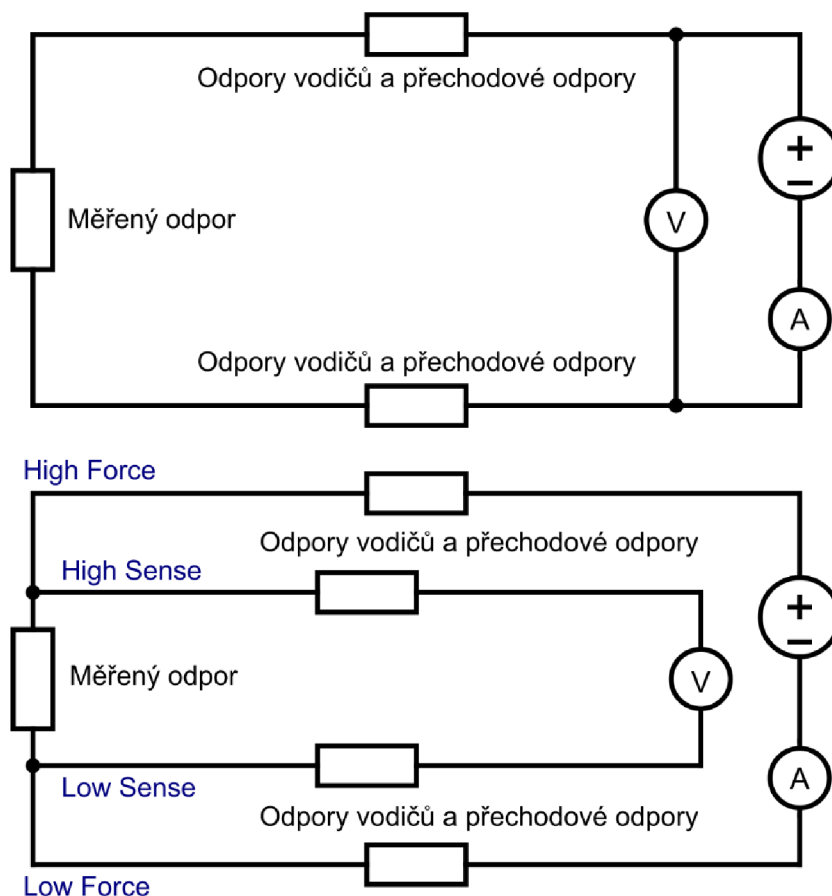 Odpory vodičů a přechodové odpory
+
−
Měřený odpor
V
A
Odpory vodičů a přechodové odpory
High Force
Odpory vodičů a přechodové odpory
High Sense
+
−
Měřený odpor
V
A
Low Sense
Odpory vodičů a přechodové odpory
Low Force